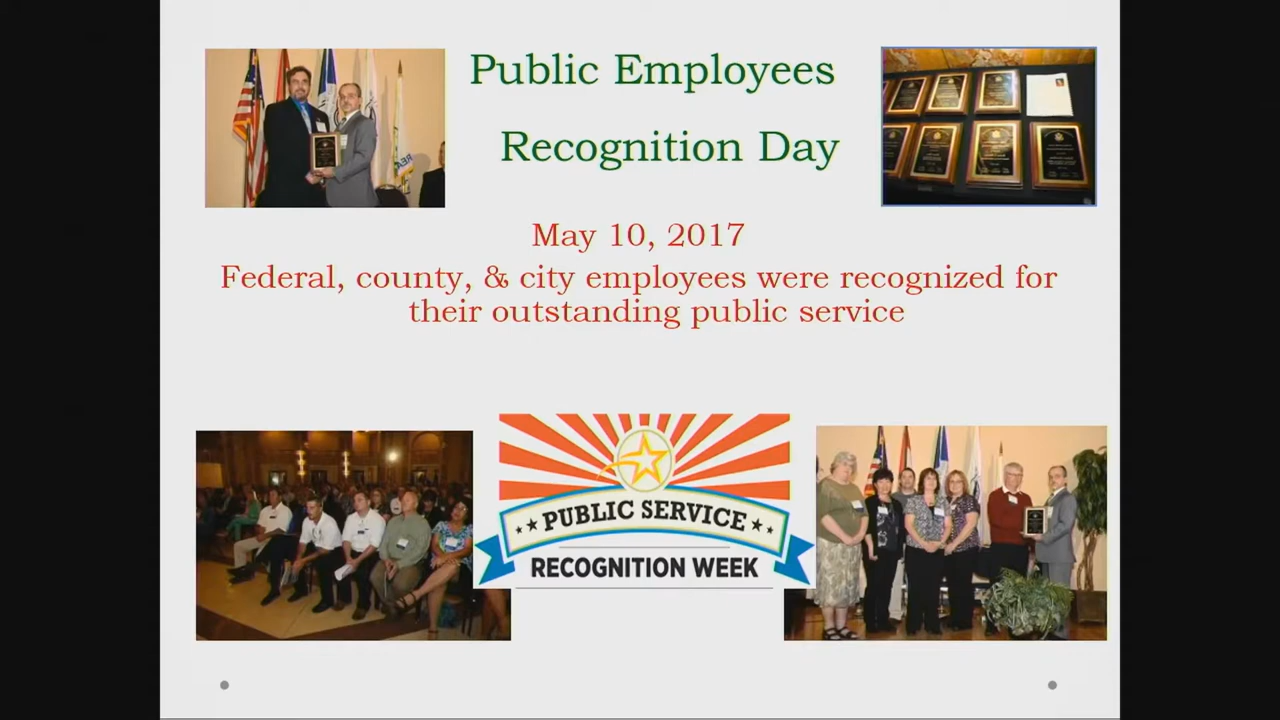 Public Employees
Recognition Day
May 10, 2017
Federal, county, & city employees were recognized for
their outstanding public service
PUBLIC SERVICE
RECOGNITION WEEK